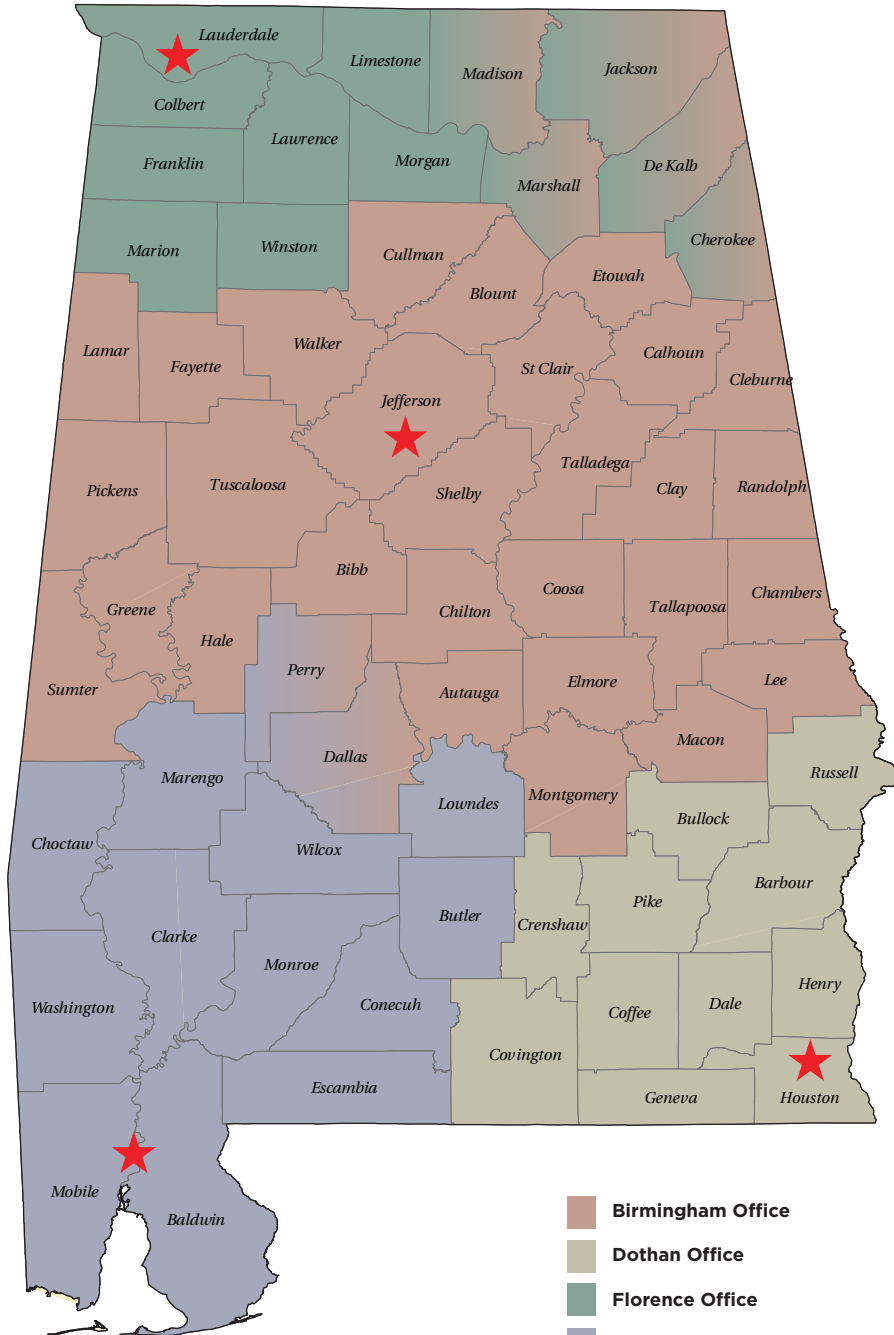 Lauderdale
Limestone
Madison
Jackson
Colbert
Lawrence
Franklin
Morgan
De Kalb
Marshall
Marion
Winston
Cullman
Cherokee
Etowah
Blount
Lamar
Walker
Calhoun
Fayette
St Clair
Cleburne
Jefferson
Talladega
Pickens
Tuscaloosa
Shelby
Clay
Randolph
Bibb
Coosa
Chambers
Greene
Chilton
Tallapoosa
Hale
Perry
Sumter
Autauga
Elmore
Lee
Macon
Dallas
Marengo
Russell
Lowndes
Montgomery
Bullock
Choctaw
Wilcox
Barbour
Butler
Pike
Crenshaw
Clarke
Monroe
Henry
Washington
Conecuh
Coffee
Dale
Covington
Escambia
Geneva
Houston
Mobile
Baldwin
Birmingham Office
Dothan Office
Florence Office